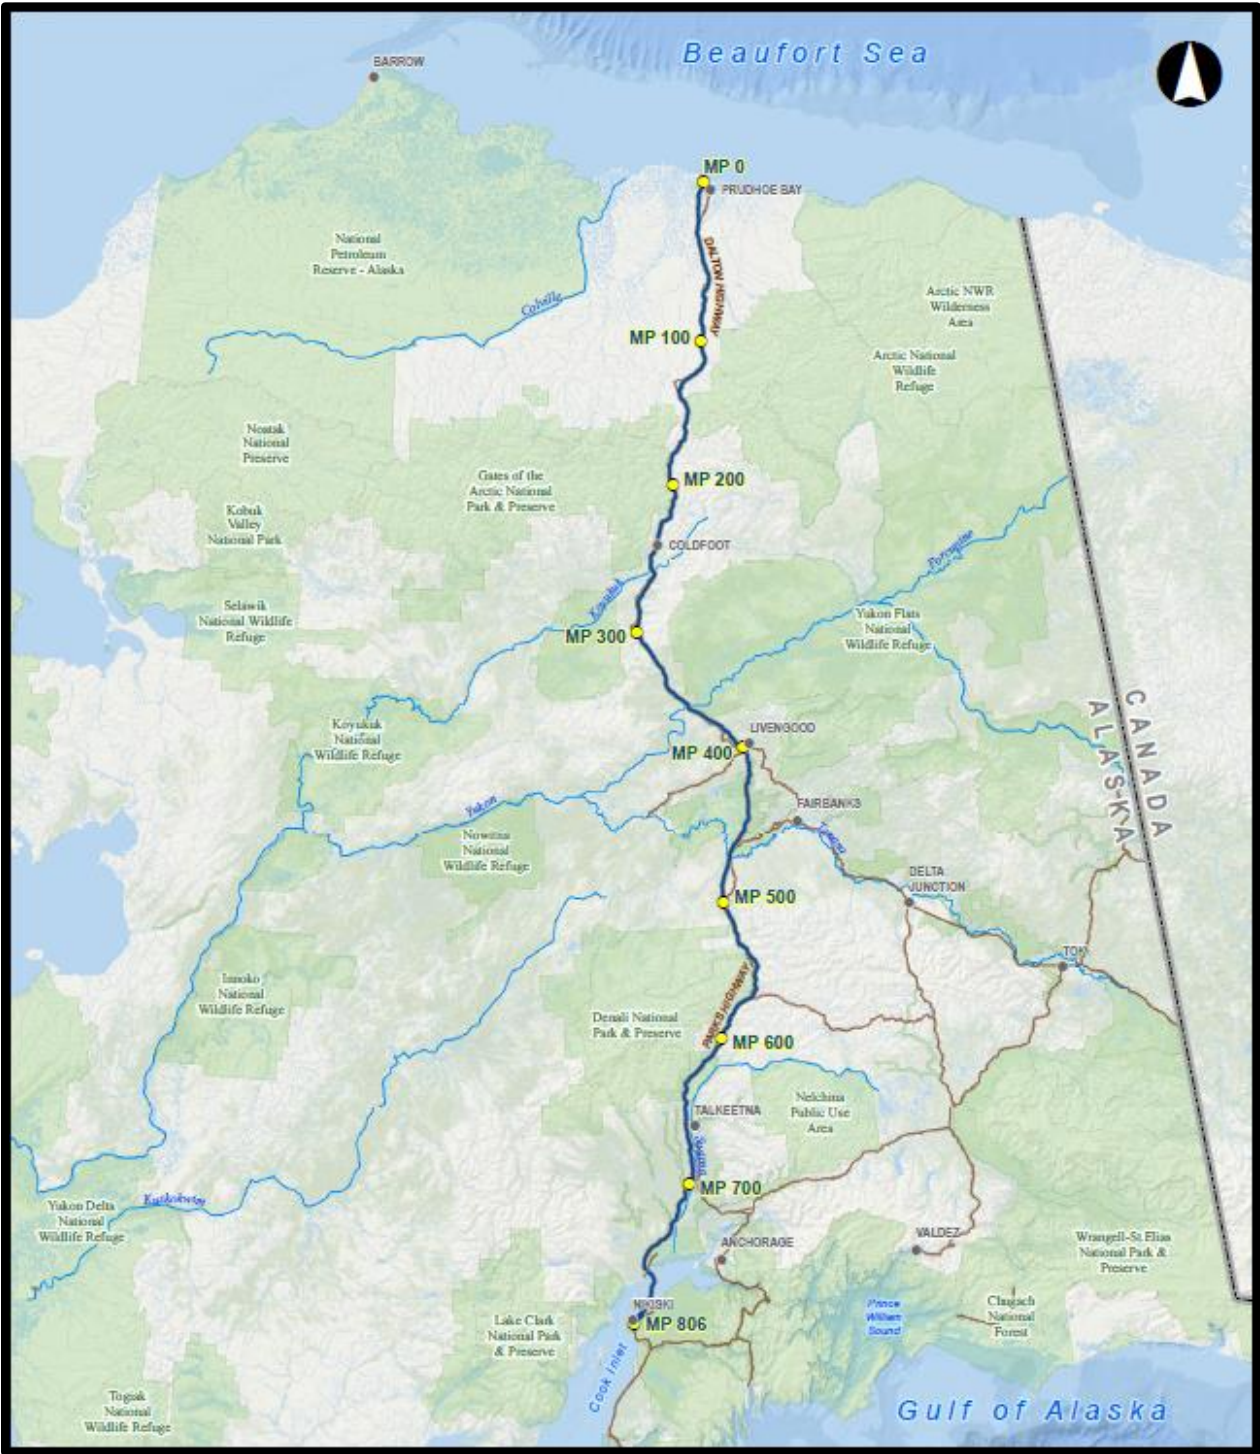 Beaufort Sea
BARROW
MP 0
PRUDHOE BAY
National
Petroleum
Reserve - Alaska
DALTON HIGHWAY
Colville
Arctic NWR
Wilderness
Area
MP 100
Arctic National
Wildlife
Refuge
Noatak
National
Preserve
Gates of the
Arctic National
Park & Preserve
MP 200
Kobuk
Valley
National Park
COLDFOOT
Porcupine
Koyukuk
Selawik
National Wildlife
Refuge
Yukon Flats
National
Wildlife Refuge
MP 300
CANADA
ALASKA
Koyukuk
National
Wildlife Refuge
LIVENGOOD
MP 400
Yukon
FAIRBANKS
Tanana
Nowitna
National
Wildlife Refuge
DELTA
JUNCTION
MP 500
TOK
Innoko
National
Wildlife Refuge
PARKS HIGHWAY
Denali National
Park & Preserve
MP 600
Nelchina
Public Use
Area
TALKEETNA
Susitna
MP 700
Kuskokwim
Yukon Delta
National
Wildlife Refuge
ANCHORAGE
VALDEZ
Wrangell-St Elias
National Park &
Preserve
NIKISKI
MP 806
Prince
William
Sound
Chugach
National
Forest
Lake Clark
National Park
& Preserve
Cook Inlet
Togiak
National
Wildlife Refuge
Gulf of Alaska